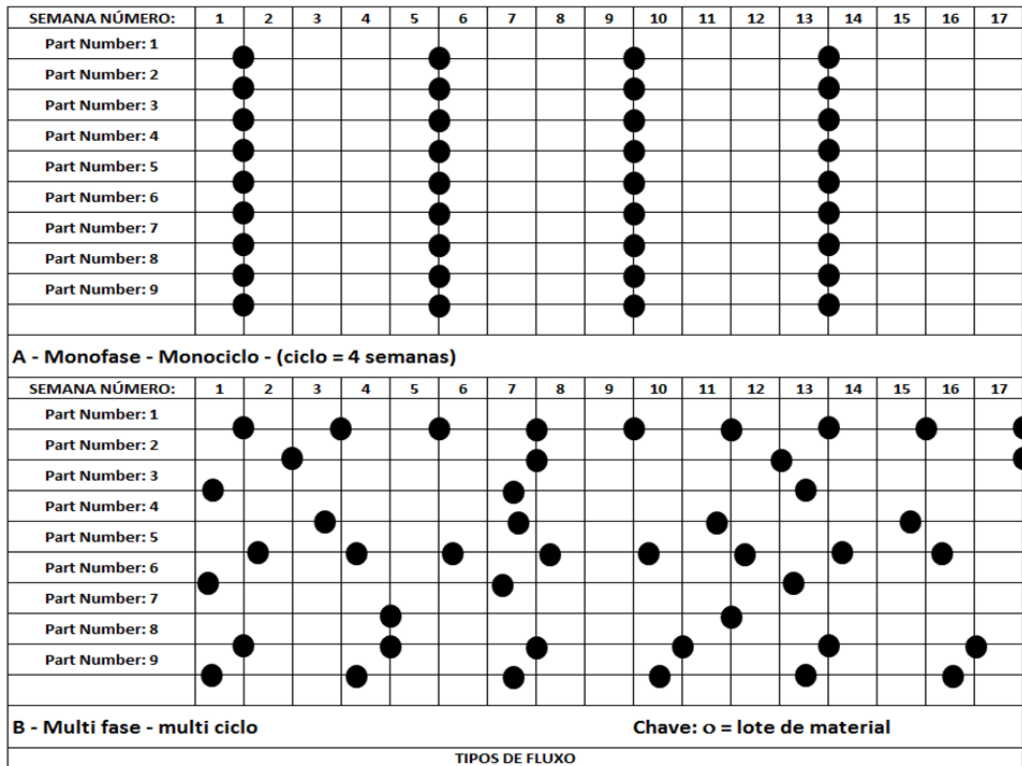 SEMANA NÚMERO: 1 2 3 4 5 6 7 8 9 10 11 12 13 14 15 16 17
Part Number: 1
Part Number: 2
Part Number: 3
Part Number: 4
Part Number: 5
Part Number: 6
Part Number: 7
Part Number: 8
Part Number: 9
A - Monofase - Monociclo - (ciclo = 4 semanas)
SEMANA NÚMERO: 1 2 3 4 5 6 7 8 9 10 11 12 13 14 15 16 17
Part Number: 1
Part Number: 2
Part Number: 3
Part Number: 4
Part Number: 5
Part Number: 6
Part Number: 7
Part Number: 8
Part Number: 9
B - Multi fase - multi ciclo Chave: o = lote de material
TIPOS DE FLUXO